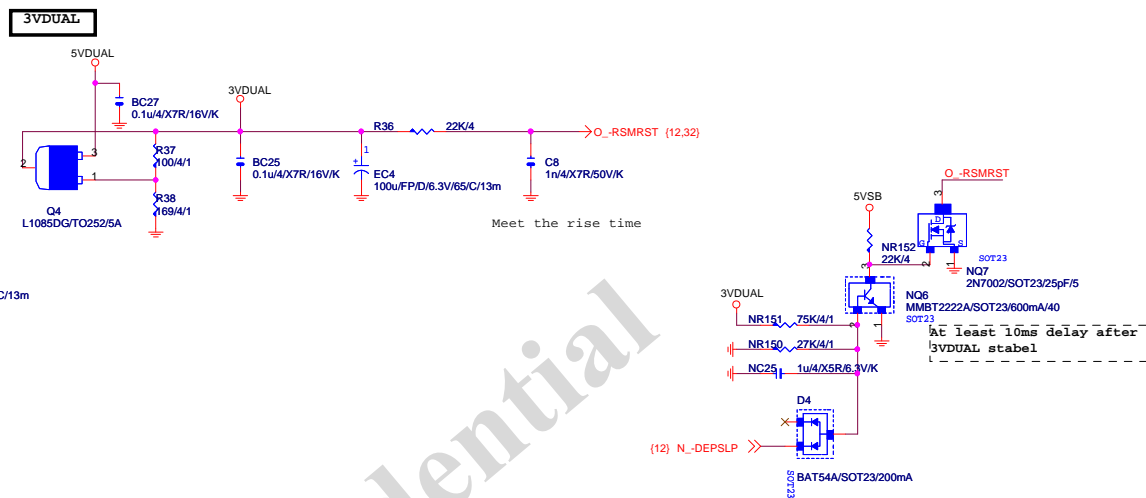 3VDUAL
5VDUAL
BC27
0.1u/4/X7R/16V/K
3VDUAL
R36
22K/4
O_-RSMRST {12,32}
2
3
1
R37
100/4/1
R38
169/4/1
Q4
L1085DG/TO252/5A
BC25
0.1u/4/X7R/16V/K
1
+
EC4
100u/FP/D/6.3V/65/C/13m
C8
1n/4/X7R/50V/K
Meet the rise time
O_-RSMRST
5VSB
3
D
G
S
NR152
22K/4
2
1
SOT23
NQ7
2N7002/SOT23/25pF/5
C/13m
3
NQ6
MMBT2222A/SOT23/600mA/40
SOT23
2
1
3VDUAL
NR151
75K/4/1
NR150
27K/4/1
NC25
1u/4/X5R/6.3V/K
At least 10ms delay after
3VDUAL stabel
D4
{12} N_-DEPSLP
BAT54A/SOT23/200mA
SOT23